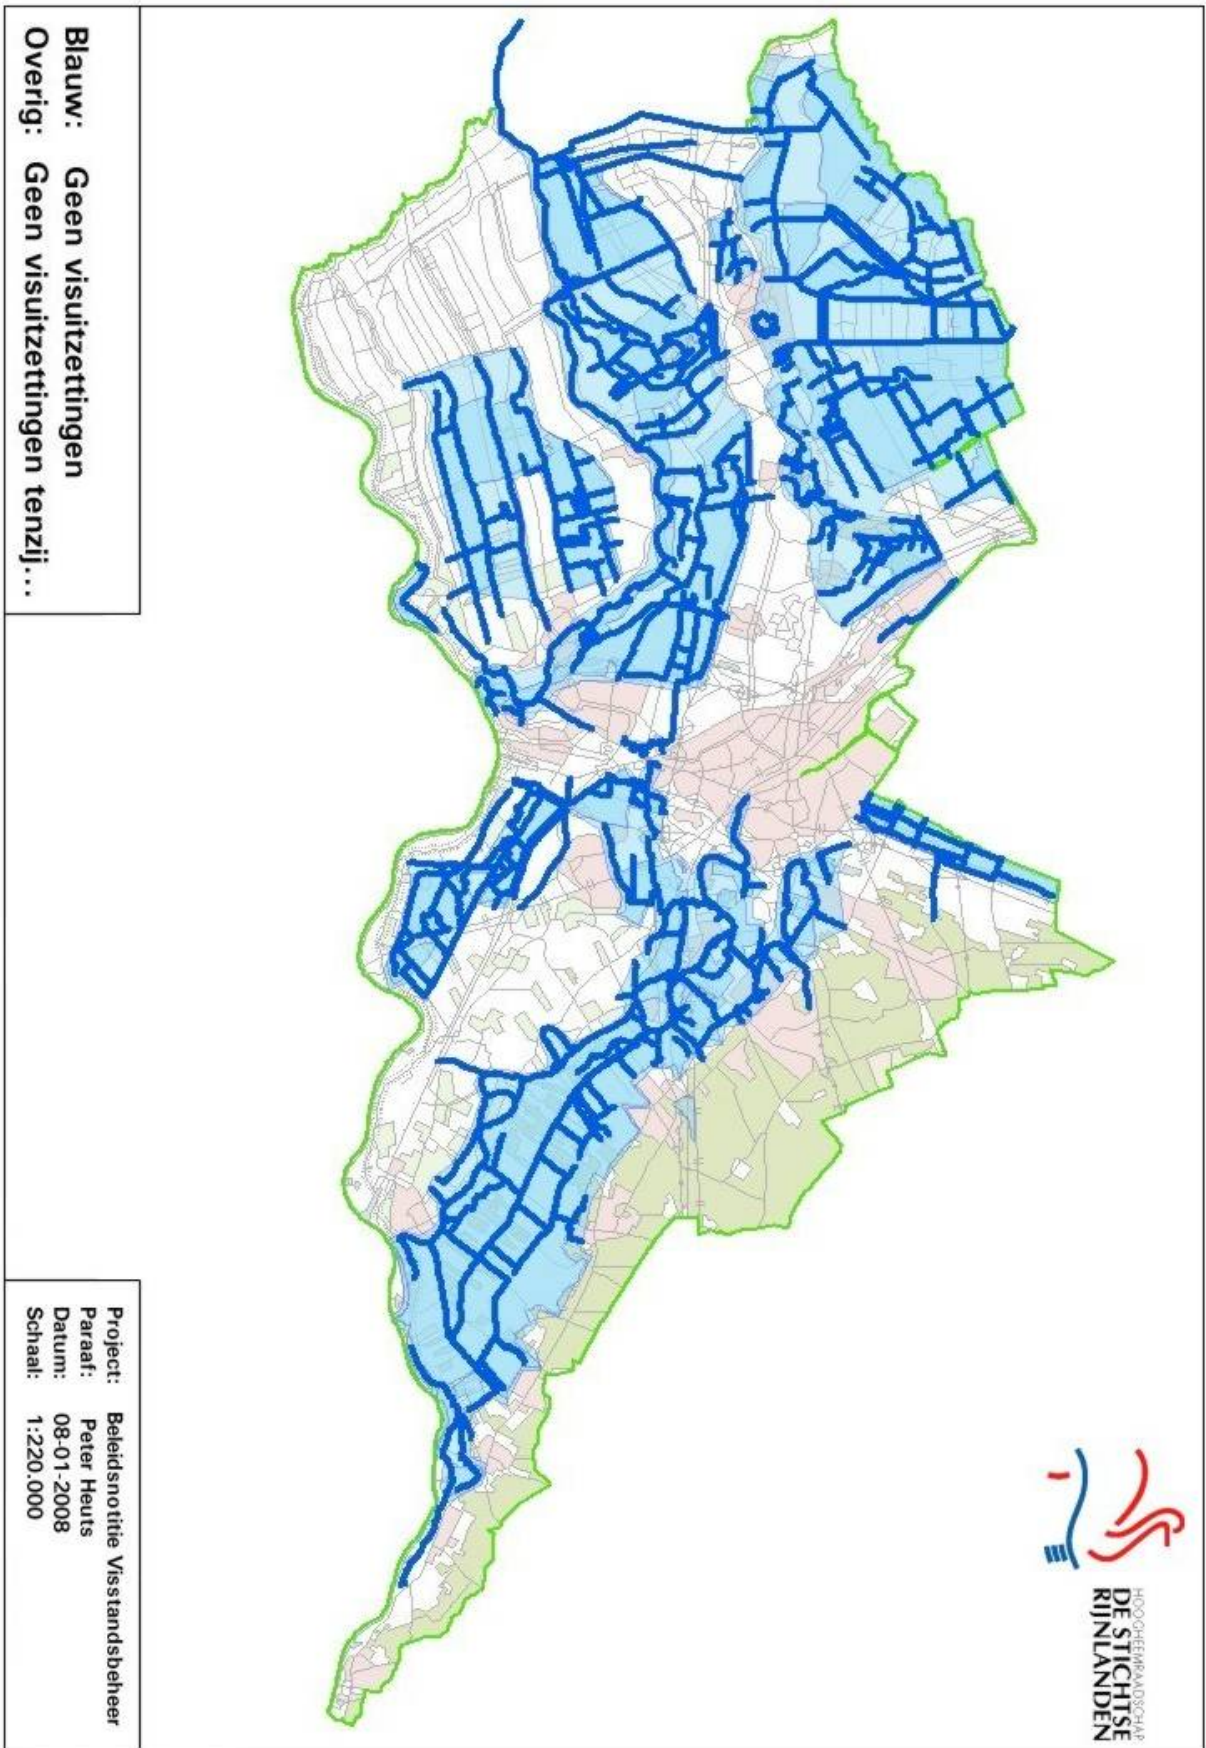 HOOGHEEMRAADSCHAP
DE STICHTSE
RIJNLANDEN
Blauw: Geen visuitzettingen
Overig: Geen visuitzettingen tenzij...
Project: Beleidsnotitie Visstandsbeheer
Paraaf: Peter Heuts
Datum: 08-01-2008
Schaal: 1:220.000